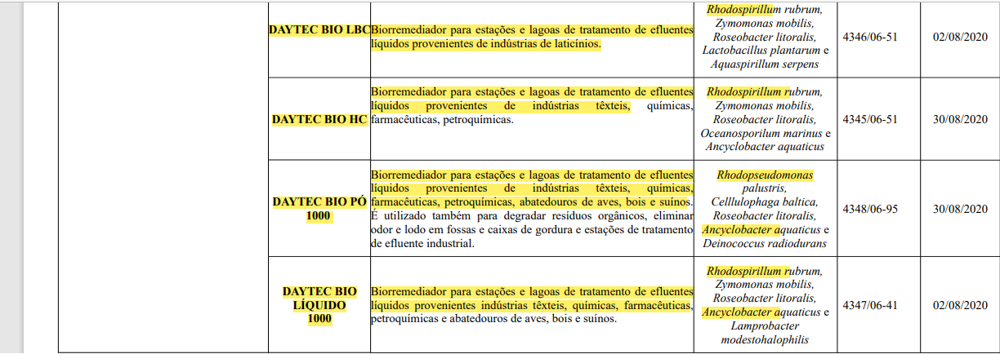 DAYTEC BIO LBC
Biorremediador para estações e lagoas de tratamento de efluentes
líquidos provenientes de indústrias de laticínios.
Rhodospirillum rubrum,
Zymomonas mobilis,
Roseobacter litoralis,
Lactobacillus plantarum e
Aquaspirillum serpens
4346/06-51
02/08/2020
DAYTEC BIO HC
Biorremediador para estações e lagoas de tratamento de efluentes
líquidos provenientes de indústrias têxteis, químicas,
farmacêuticas, petroquímicas.
Rhodospirillum rubrum,
Zymomonas mobilis,
Roseobacter litoralis,
Oceanosporilum marinus e
Ancyclobacter aquaticus
4345/06-51
30/08/2020
DAYTEC BIO PÓ
1000
Biorremediador para estações e lagoas de tratamento de efluentes
líquidos provenientes de indústrias têxteis, químicas,
farmacêuticas, petroquímicas, abatedouros de aves, bois e suínos.
É utilizado também para degradar resíduos orgânicos, eliminar
odor e lodo em fossas e caixas de gordura e estações de tratamento
de efluente industrial.
Rhodopseudomonas
palustris,
Celllulophaga baltica,
Roseobacter litoralis,
Ancyclobacter aquaticus e
Deinococcus radiodurans
4348/06-95
30/08/2020
DAYTEC BIO
LÍQUIDO
1000
Biorremediador para estações e lagoas de tratamento de efluentes
líquidos provenientes indústrias têxteis, químicas, farmacêuticas,
petroquímicas e abatedouros de aves, bois e suínos.
Rhodospirillum rubrum,
Zymomonas mobilis,
Roseobacter litoralis,
Ancyclobacter aquaticus e
Lamprobacter
modestohalophilis
4347/06-41
02/08/2020